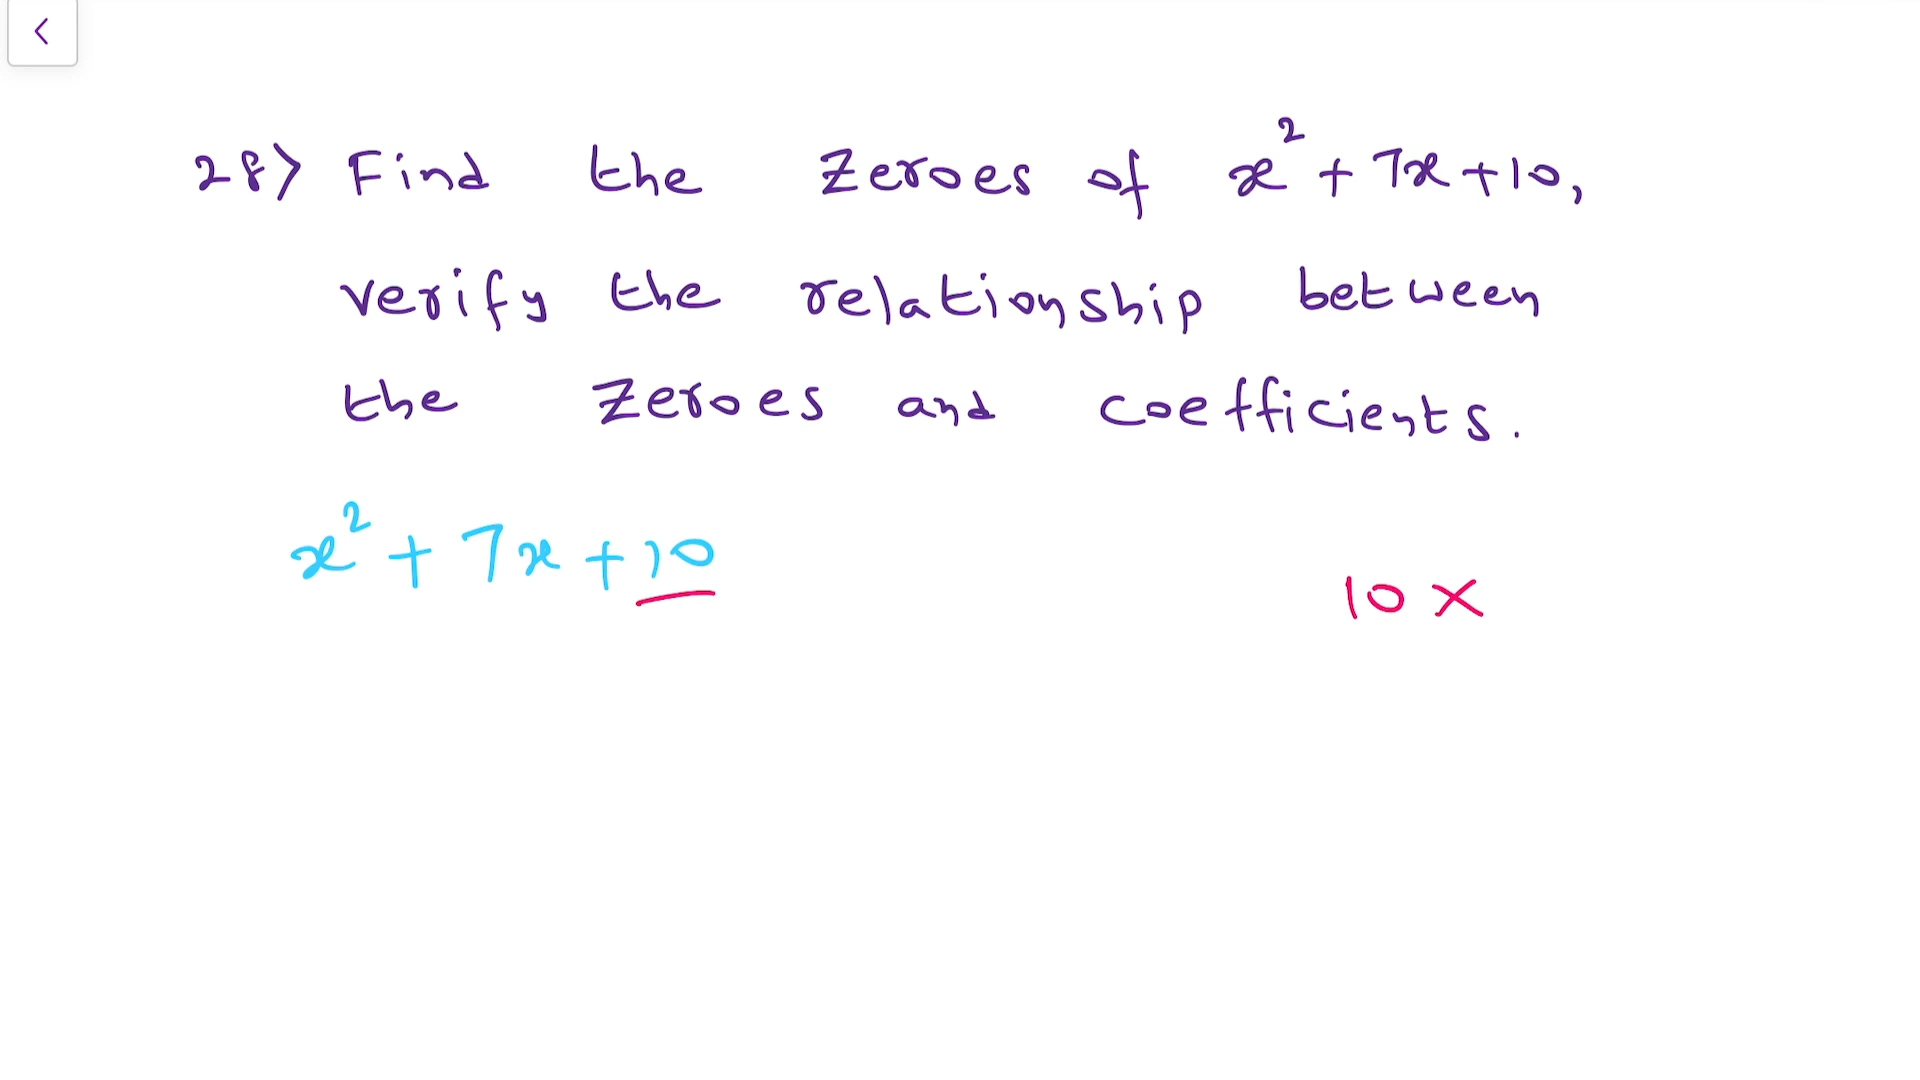 28) Find the zeroes of x² + 7x + 10,
verify the relationship between
the zeroes and coefficients.
x² + 7x + 10
10 ×